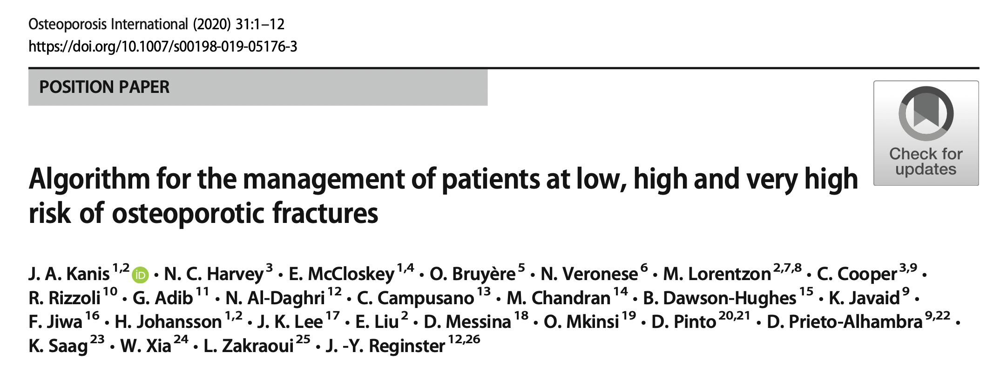 Osteoporosis International (2020) 31:1–12
https://doi.org/10.1007/s00198-019-05176-3
POSITION PAPER
Check for
updates
Algorithm for the management of patients at low, high and very high
risk of osteoporotic fractures
J. A. Kanis 1,2 iD • N. C. Harvey 3 • E. McCloskey 1,4 • O. Bruyère 5 • N. Veronese 6 • M. Lorentzon 2,7,8 • C. Cooper 3,9 •
R. Rizzoli 10 • G. Adib 11 • N. Al-Daghri 12 • C. Campusano 13 • M. Chandran 14 • B. Dawson-Hughes 15 • K. Javaid 9 •
F. Jiwa 16 • H. Johansson 1,2 • J. K. Lee 17 • E. Liu 2 • D. Messina 18 • O. Mkinsi 19 • D. Pinto 20,21 • D. Prieto-Alhambra 9,22 •
K. Saag 23 • W. Xia 24 • L. Zakraoui 25 • J. -Y. Reginster 12,26